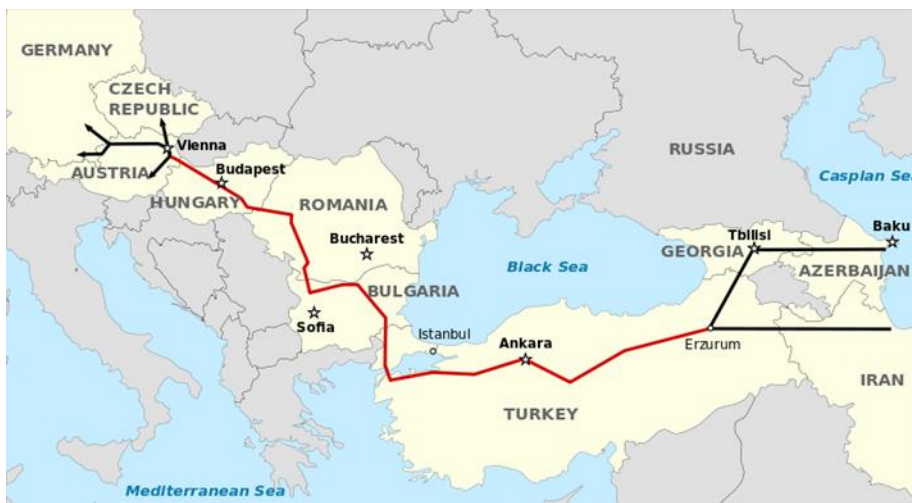 GERMANY
CZECH
REPUBLIC
Vienna
AUSTRIA
Budapest
HUNGARY
ROMANIA
Bucharest
BULGARIA
Sofia
Istanbul
Ankara
TURKEY
Erzurum
Black Sea
RUSSIA
Caspian Sea
Tbilisi
GEORGIA
Baku
AZERBAIJAN
IRAN
Mediterranean Sea